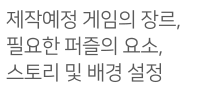 제작예정 게임의 장르,
필요한 퍼즐의 요소,
스토리 및 배경 설정